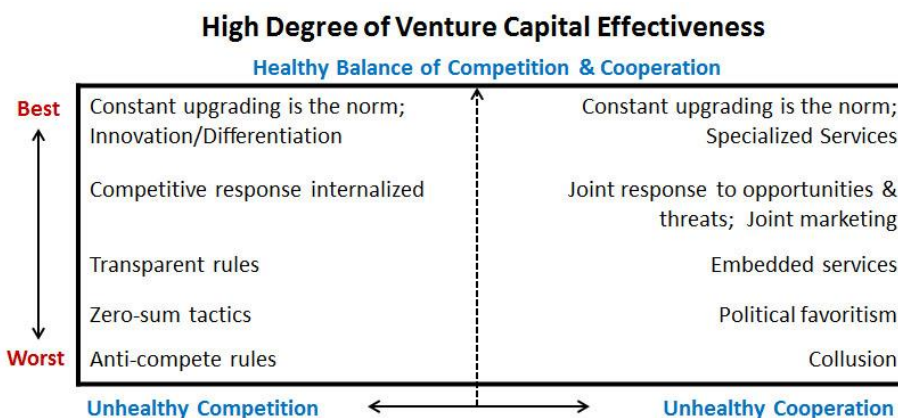 High Degree of Venture Capital Effectiveness
Healthy Balance of Competition & Cooperation
Best
Constant upgrading is the norm;
Innovation/Differentiation
Constant upgrading is the norm;
Specialized Services
Competitive response internalized
Joint response to opportunities &
threats; Joint marketing
Transparent rules
Embedded services
Zero-sum tactics
Political favoritism
Worst
Anti-compete rules
Collusion
Unhealthy Competition
Unhealthy Cooperation